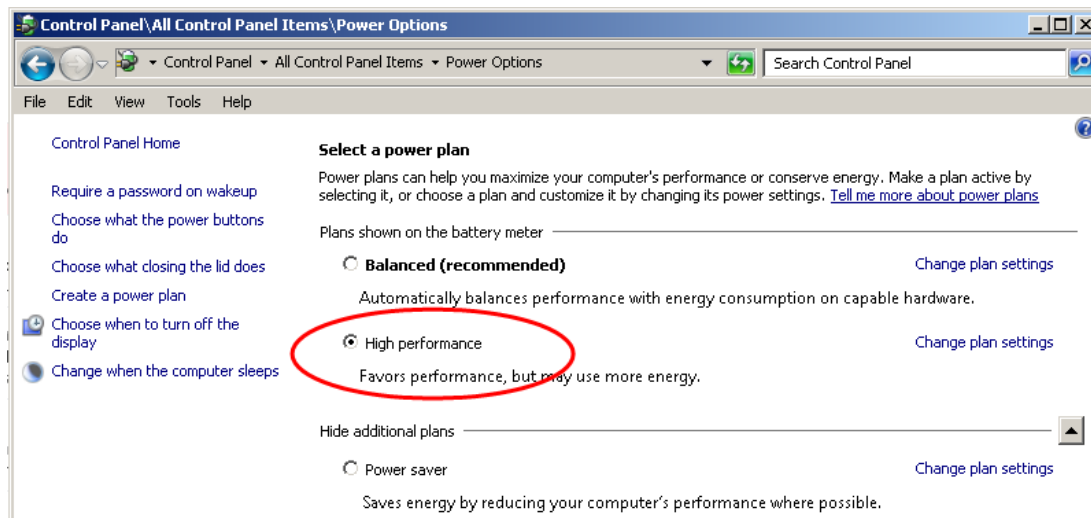 Control Panel\All Control Panel Items\Power Options
Control Panel All Control Panel Items Power Options
Search Control Panel
File Edit View Tools Help
Control Panel Home
Require a password on wakeup
Choose what the power buttons
do
Choose what closing the lid does
Create a power plan
Choose when to turn off the
display
Change when the computer sleeps
Select a power plan
Power plans can help you maximize your computer's performance or conserve energy. Make a plan active by
selecting it, or choose a plan and customize it by changing its power settings. Tell me more about power plans
Plans shown on the battery meter
Balanced (recommended) Change plan settings
Automatically balances performance with energy consumption on capable hardware.
High performance Change plan settings
Favors performance, but may use more energy.
Hide additional plans
Power saver Change plan settings
Saves energy by reducing your computer's performance where possible.